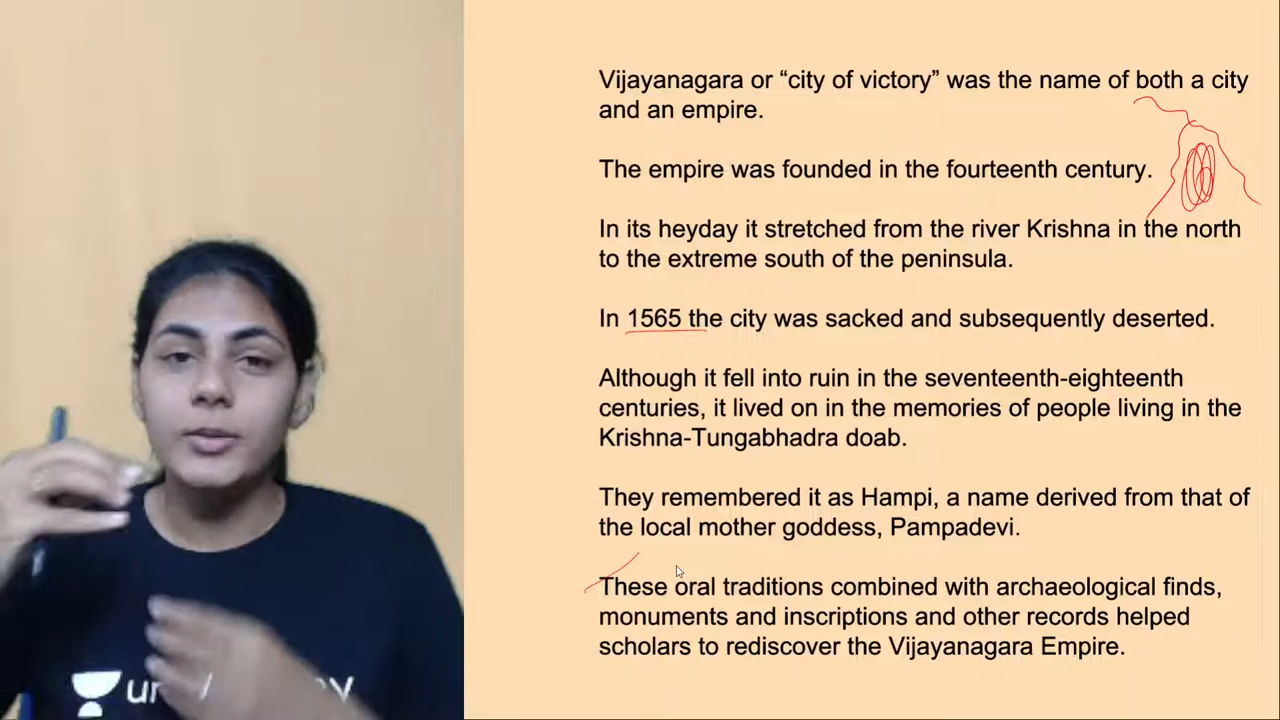 Vijayanagara or “city of victory” was the name of both a city
and an empire.
The empire was founded in the fourteenth century.
In its heyday it stretched from the river Krishna in the north
to the extreme south of the peninsula.
In 1565 the city was sacked and subsequently deserted.
Although it fell into ruin in the seventeenth-eighteenth
centuries, it lived on in the memories of people living in the
Krishna-Tungabhadra doab.
They remembered it as Hampi, a name derived from that of
the local mother goddess, Pampadevi.
These oral traditions combined with archaeological finds,
monuments and inscriptions and other records helped
scholars to rediscover the Vijayanagara Empire.